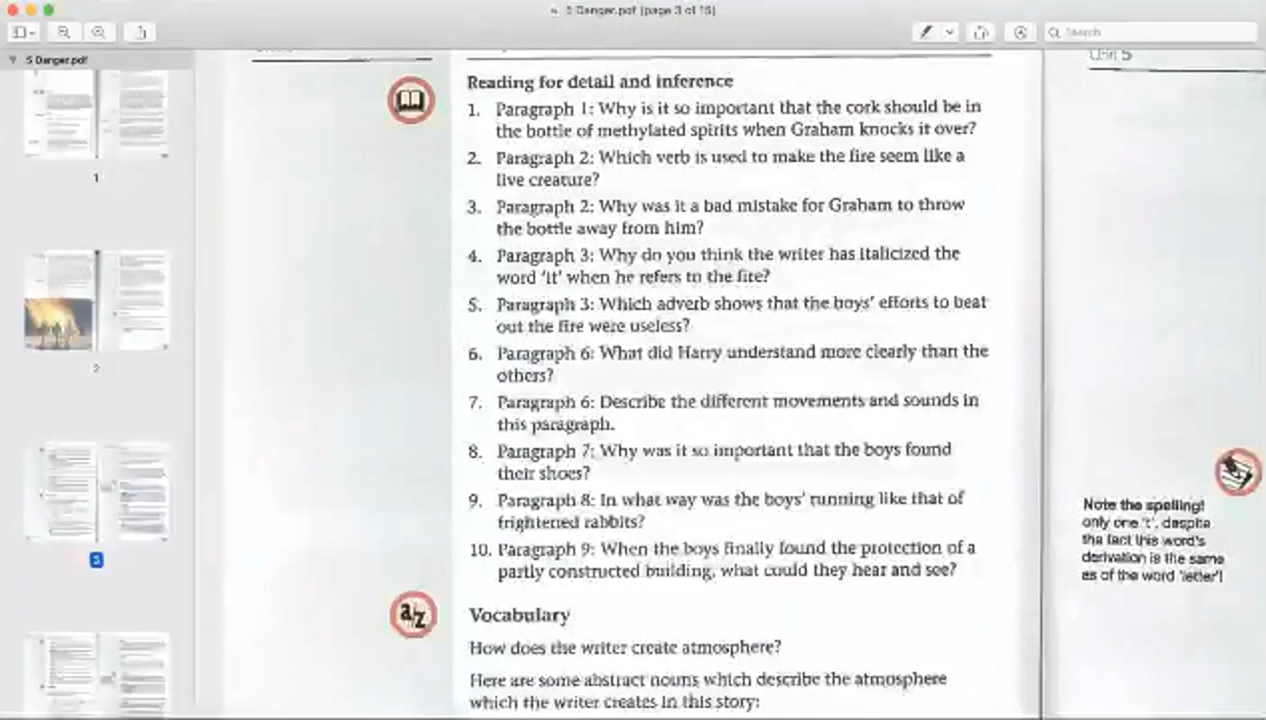 5 Danger.pdf (page 3 of 15)
Search
5 Danger.pdf
1
2
3
Unit 5
Reading for detail and inference
1. Paragraph 1: Why is it so important that the cork should be in
the bottle of methylated spirits when Graham knocks it over?
2. Paragraph 2: Which verb is used to make the fire seem like a
live creature?
3. Paragraph 2: Why was it a bad mistake for Graham to throw
the bottle away from him?
4. Paragraph 3: Why do you think the writer has italicized the
word 'it' when he refers to the fire?
5. Paragraph 3: Which adverb shows that the boys' efforts to beat
out the fire were useless?
6. Paragraph 6: What did Harry understand more clearly than the
others?
7. Paragraph 6: Describe the different movements and sounds in
this paragraph.
8. Paragraph 7: Why was it so important that the boys found
their shoes?
9. Paragraph 8: In what way was the boys' running like that of
frightened rabbits?
10. Paragraph 9: When the boys finally found the protection of a
partly constructed building, what could they hear and see?
a/z
Vocabulary
How does the writer create atmosphere?
Here are some abstract nouns which describe the atmosphere
which the writer creates in this story:
Note the spelling!
only one 't', despite
the fact this word's
derivation is the same
as of the word 'letter'!